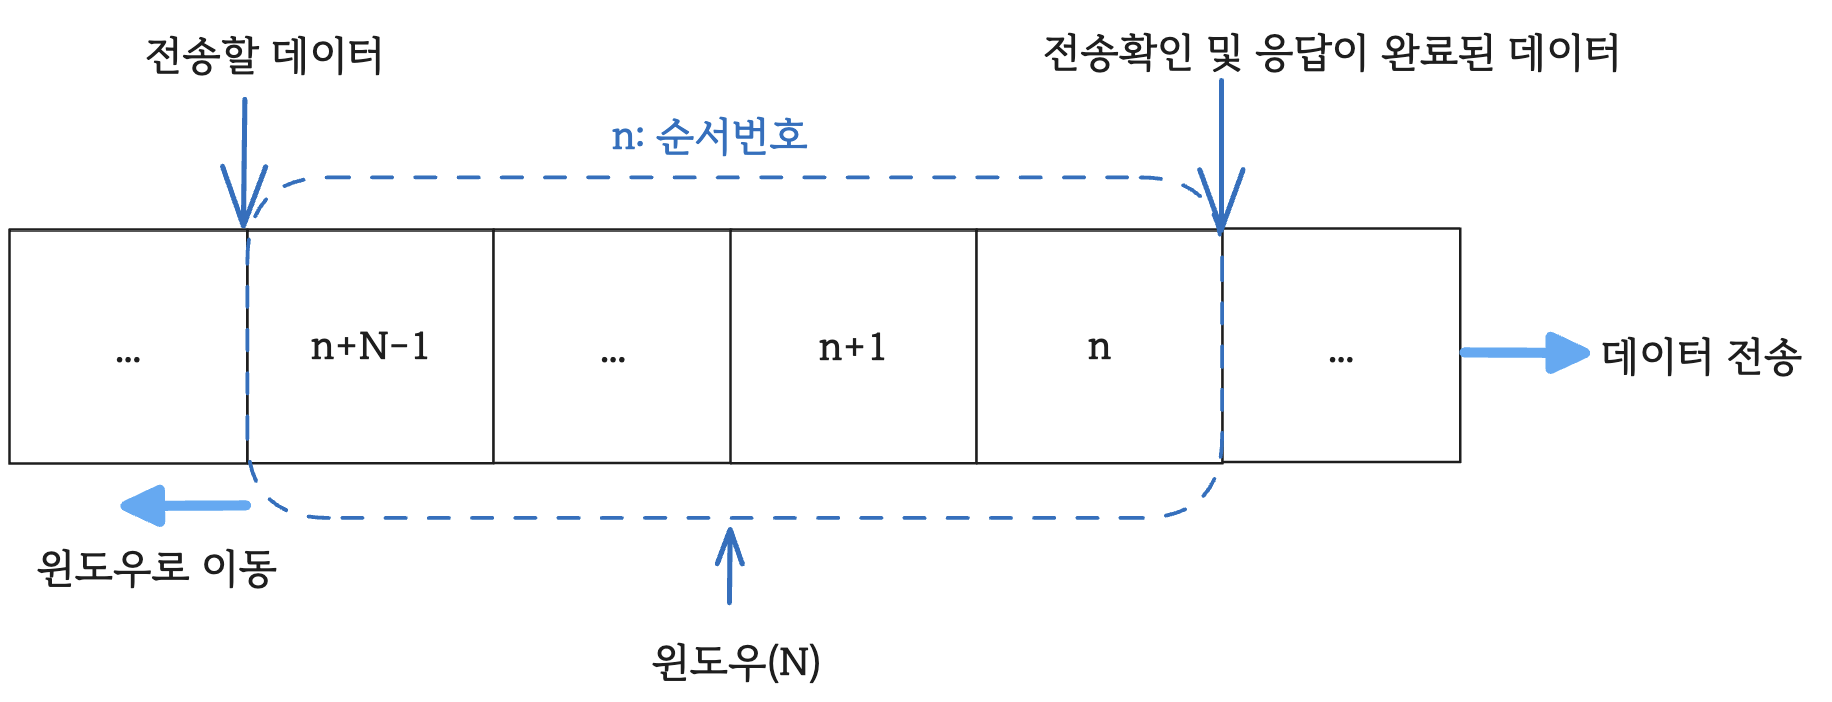 전송할 데이터
전송확인 및 응답이 완료된 데이터
n: 순서번호
...
n+N-1
...
n+1
n
...
데이터 전송
윈도우로 이동
윈도우(N)